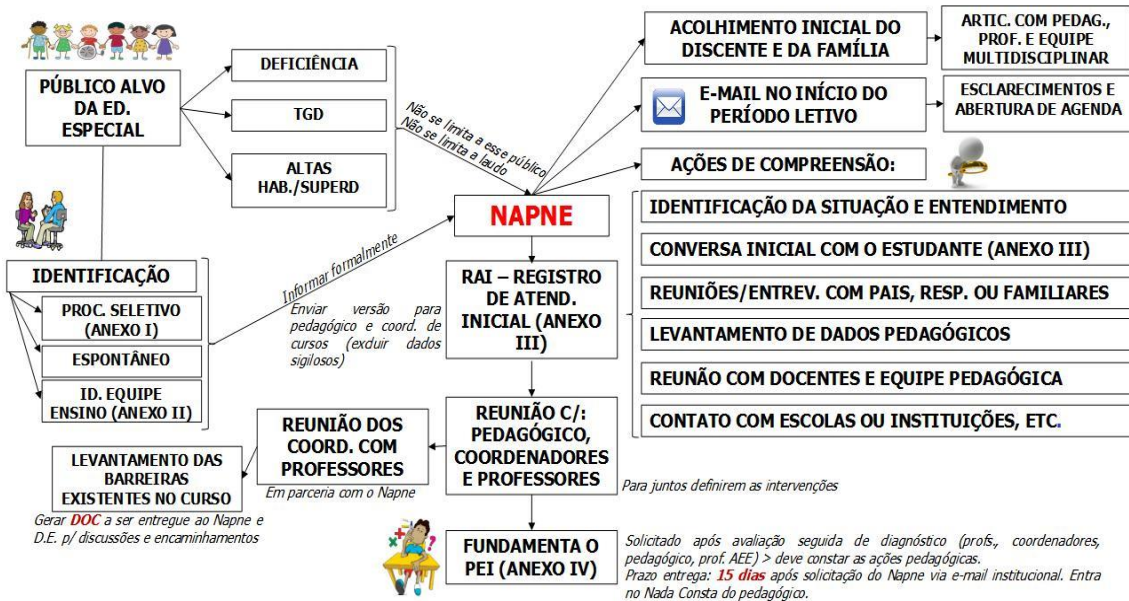 PÚBLICO ALVO
DA ED.
ESPECIAL
DEFICIÊNCIA
TGD
ALTAS
HAB./SUPERD
Não se limita a esse público
Não se limita a laudo
ACOLHIMENTO INICIAL DO
DISCENTE E DA FAMÍLIA
ARTIC. COM PEDAG.,
PROF. E EQUIPE
MULTIDISCIPLINAR
E-MAIL NO INÍCIO DO
PERÍODO LETIVO
ESCLARECIMENTOS E
ABERTURA DE AGENDA
AÇÕES DE COMPREENSÃO:
NAPNE
IDENTIFICAÇÃO DA SITUAÇÃO E ENTENDIMENTO
CONVERSA INICIAL COM O ESTUDANTE (ANEXO III)
REUNIÕES/ENTREV. COM PAIS, RESP. OU FAMILIARES
LEVANTAMENTO DE DADOS PEDAGÓGICOS
REUNÃO COM DOCENTES E EQUIPE PEDAGÓGICA
CONTATO COM ESCOLAS OU INSTITUIÇÕES, ETC.
IDENTIFICAÇÃO
PROC. SELETIVO
(ANEXO I)
ESPONTÂNEO
ID. EQUIPE
ENSINO (ANEXO II)
Informar formalmente
Enviar versão para
pedagógico e coord. de
cursos (excluir dados
sigilosos)
RAI – REGISTRO
DE ATEND.
INICIAL (ANEXO
III)
REUNIÃO C/:
PEDAGÓGICO,
COORDENADORES
E PROFESSORES
Para juntos definirem as intervenções
REUNIÃO DOS
COORD. COM
PROFESSORES
Em parceria com o Napne
LEVANTAMENTO DAS
BARREIRAS
EXISTENTES NO CURSO
Gerar DOC a ser entregue ao Napne e
D.E. p/ discussões e encaminhamentos
FUNDAMENTA O
PEI (ANEXO IV)
Solicitado após avaliação seguida de diagnóstico (profs., coordenadores,
pedagógico, prof. AEE) > deve constar as ações pedagógicas.
Prazo entrega: 15 dias após solicitação do Napne via e-mail institucional. Entra
no Nada Consta do pedagógico.